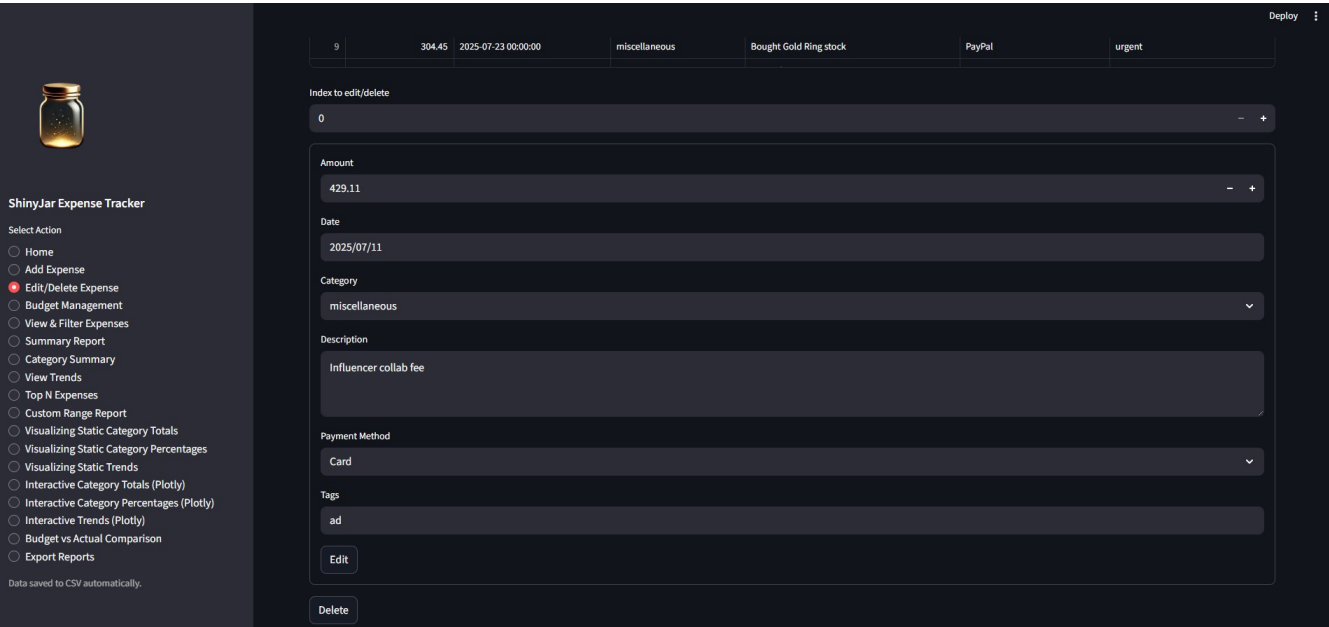 Deploy
9 304.45 2025-07-23 00:00:00 miscellaneous Bought Gold Ring stock PayPal urgent
ShinyJar Expense Tracker
Select Action
Home
Add Expense
Edit/Delete Expense
Budget Management
View & Filter Expenses
Summary Report
Category Summary
View Trends
Top N Expenses
Custom Range Report
Visualizing Static Category Totals
Visualizing Static Category Percentages
Visualizing Static Trends
Interactive Category Totals (Plotly)
Interactive Category Percentages (Plotly)
Interactive Trends (Plotly)
Budget vs Actual Comparison
Export Reports
Data saved to CSV automatically.
Index to edit/delete
0
Amount
429.11
Date
2025/07/11
Category
miscellaneous
Description
Influencer collab fee
Payment Method
Card
Tags
ad
Edit
Delete